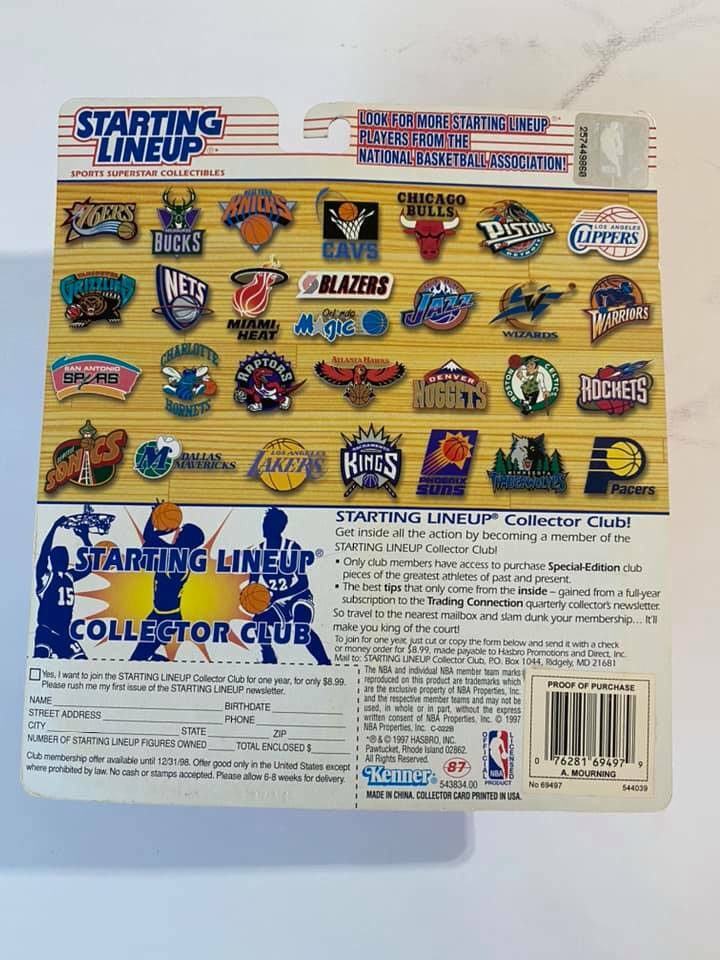 STARTING
LINEUP®
SPORTS SUPERSTAR COLLECTIBLES
LOOK FOR MORE STARTING LINEUP®
PLAYERS FROM THE
NATIONAL BASKETBALL ASSOCIATION!
257449860
76ERS
BUCKS
NEW YORK
KNICKS
CAVS
CHICAGO
BULLS
PISTONS
DETROIT
LOS ANGELES
CLIPPERS
GRIZZLIES
NETS
MIAMI
HEAT
BLAZERS
Orlando
Magic
JAZZ
WIZARDS
WARRIORS
SAN ANTONIO
SPURS
CHARLOTTE
HORNETS
RAPTORS
ATLANTA HAWKS
DENVER
NUGGETS
BOSTON
CELTICS
ROCKETS
SONICS
M
DALLAS
MAVERICKS
LOS ANGELES
LAKERS
SACRAMENTO
KINGS
PHOENIX
SUNS
TIMBERWOLVES
Pacers
15
22
STARTING LINEUP®
COLLECTOR CLUB
STARTING LINEUP® Collector Club!
Get inside all the action by becoming a member of the
STARTING LINEUP Collector Club!
• Only club members have access to purchase Special-Edition club
pieces of the greatest athletes of past and present.
• The best tips that only come from the inside – gained from a full-year
subscription to the Trading Connection quarterly collector's newsletter.
So travel to the nearest mailbox and slam dunk your membership... It'll
make you king of the court!
To join for one year, just cut or copy the form below and send it with a check
or money order for $8.99, made payable to Hasbro Promotions and Direct, Inc.
Mail to: STARTING LINEUP Collector Club, P.O. Box 1044, Ridgely, MD 21681
Yes, I want to join the STARTING LINEUP Collector Club for one year, for only $8.99.
Please rush me my first issue of the STARTING LINEUP newsletter.
NAME BIRTHDATE
STREET ADDRESS PHONE
CITY STATE ZIP
NUMBER OF STARTING LINEUP FIGURES OWNED TOTAL ENCLOSED $
Club membership offer available until 12/31/98. Offer good only in the United States except
where prohibited by law. No cash or stamps accepted. Please allow 6-8 weeks for delivery.
The NBA and individual NBA member team marks
reproduced on this product are trademarks which
are the exclusive property of NBA Properties, Inc.
and the respective member teams and may not be
used, in whole or in part, without the express
written consent of NBA Properties, Inc. © 1997
NBA Properties, Inc. C-0228
®& © 1997 HASBRO, INC.
Pawtucket, Rhode Island 02862.
All Rights Reserved.
Kenner® 87 543834.00
MADE IN CHINA. COLLECTOR CARD PRINTED IN USA.
OFFICIAL
LICENSED
NBA
PRODUCT
PROOF OF PURCHASE
0 76281 69497 9
A. MOURNING
No 69497 544039